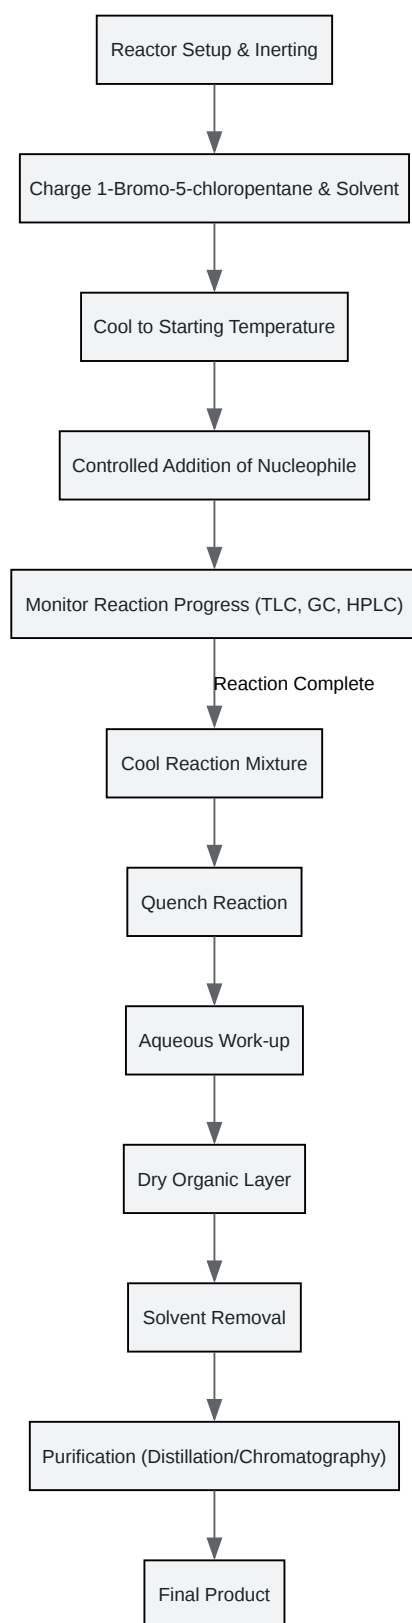 Reactor Setup & Inerting
Charge 1-Bromo-5-chloropentane & Solvent
Cool to Starting Temperature
Controlled Addition of Nucleophile
Monitor Reaction Progress (TLC, GC, HPLC)
Reaction Complete
Cool Reaction Mixture
Quench Reaction
Aqueous Work-up
Dry Organic Layer
Solvent Removal
Purification (Distillation/Chromatography)
Final Product